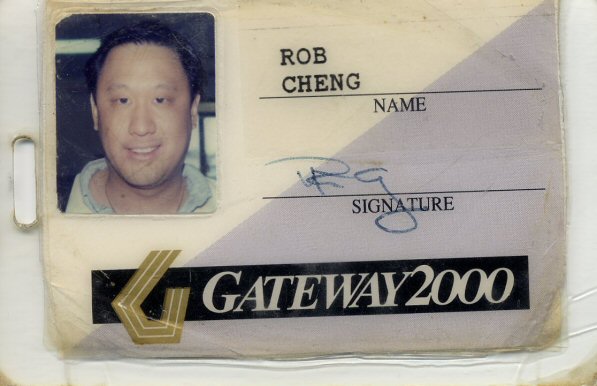 ROB
CHENG
NAME
SIGNATURE
GATEWAY2000